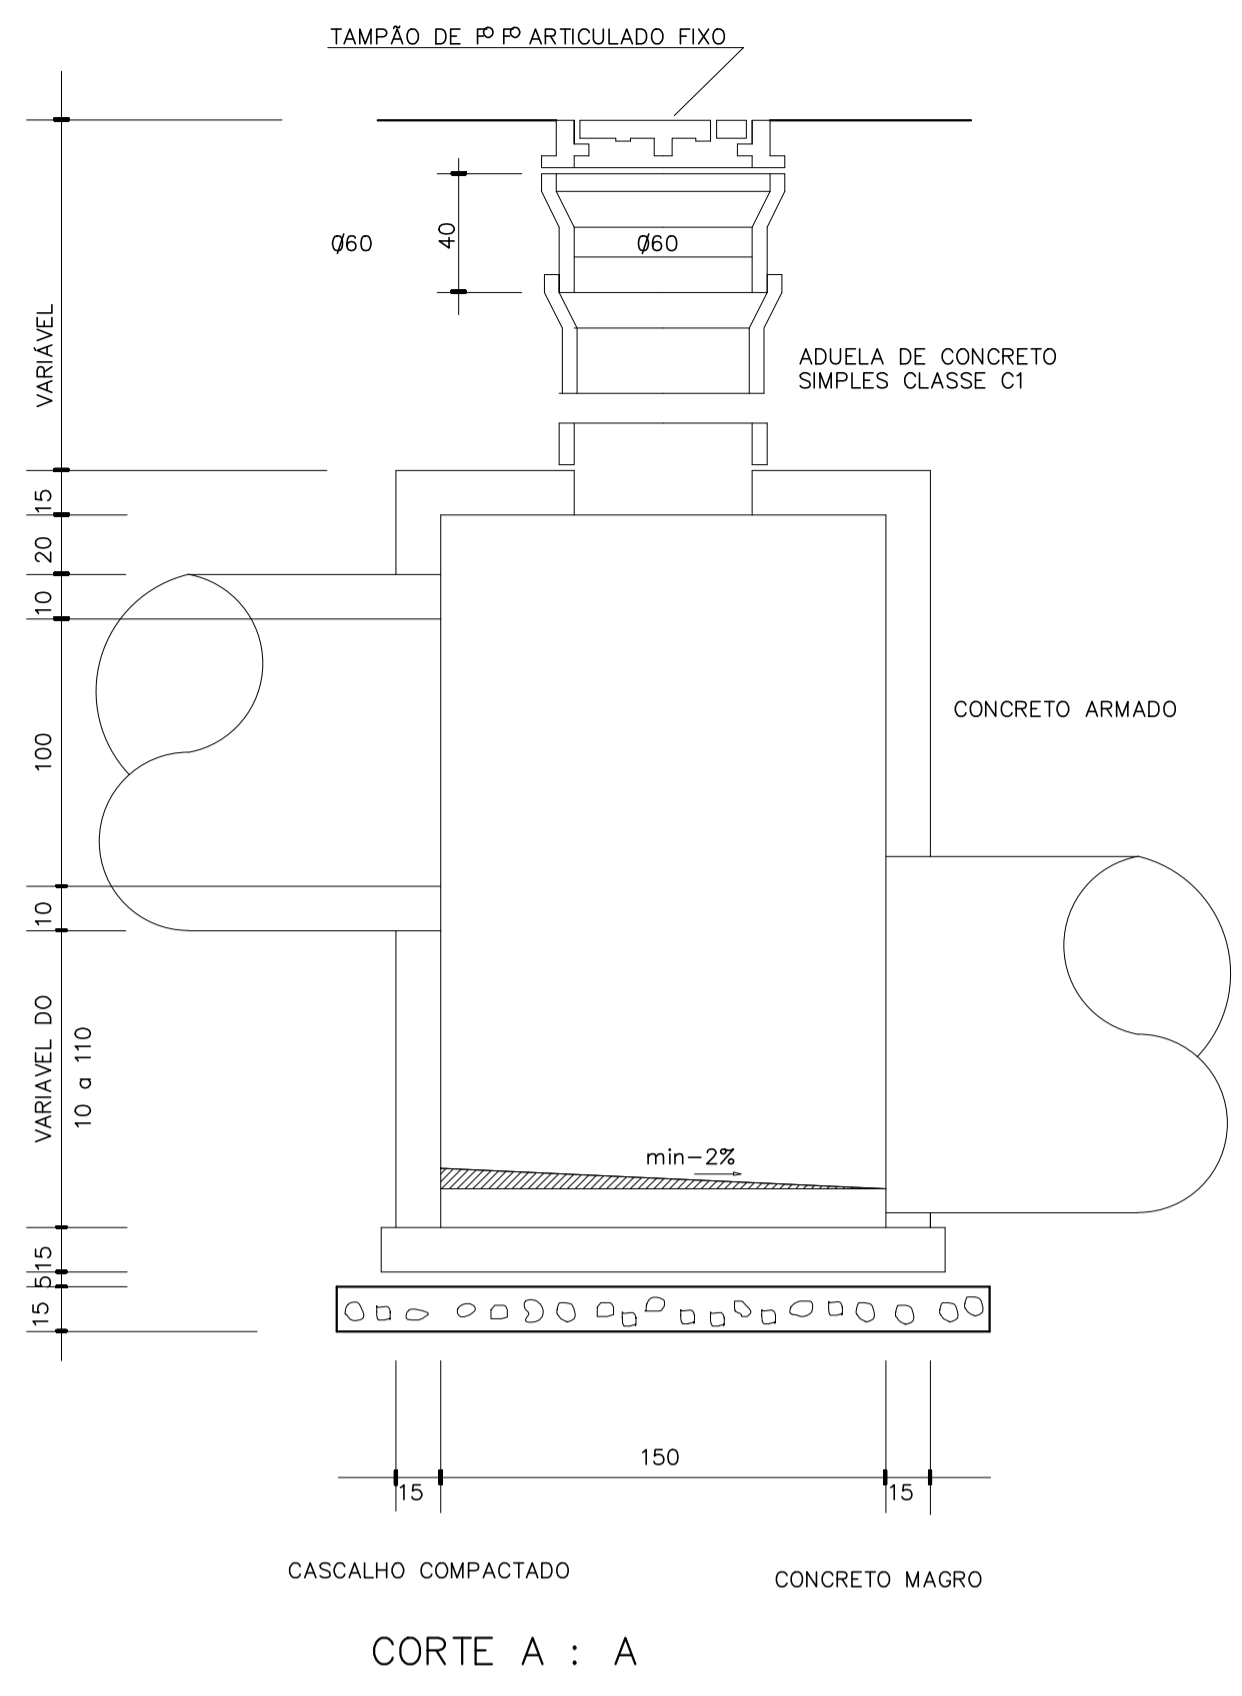 TAMPÃO DE Fº Fº ARTICULADO FIXO
Ø60
40
Ø60
VARIÁVEL
ADUELA DE CONCRETO
SIMPLES CLASSE C1
15
20
10
100
CONCRETO ARMADO
10
VARIAVEL DO
10 a 110
min-2%
15
5
15
150
15
15
CASCALHO COMPACTADO
CONCRETO MAGRO
CORTE A : A